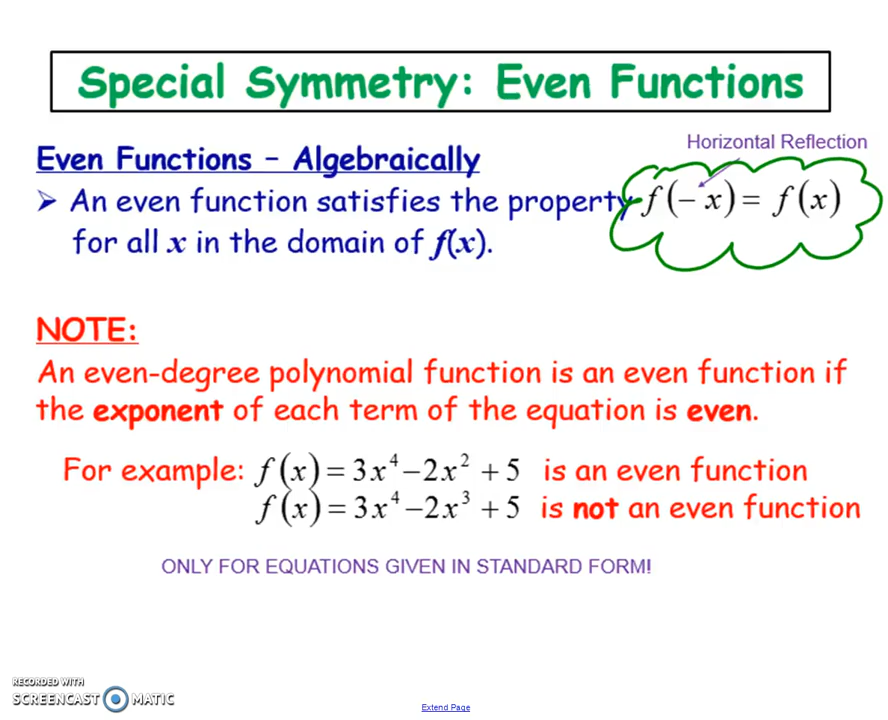 Special Symmetry: Even Functions
Horizontal Reflection
Even Functions – Algebraically
➢ An even function satisfies the property f(− x) = f(x)
for all x in the domain of f(x).
NOTE:
An even-degree polynomial function is an even function if
the exponent of each term of the equation is even.
For example: f(x) = 3x⁴ −2x² + 5 is an even function
f(x) = 3x⁴ −2x³ + 5 is not an even function
ONLY FOR EQUATIONS GIVEN IN STANDARD FORM!
RECORDED WITH
SCREENCAST MATIC
Extend Page